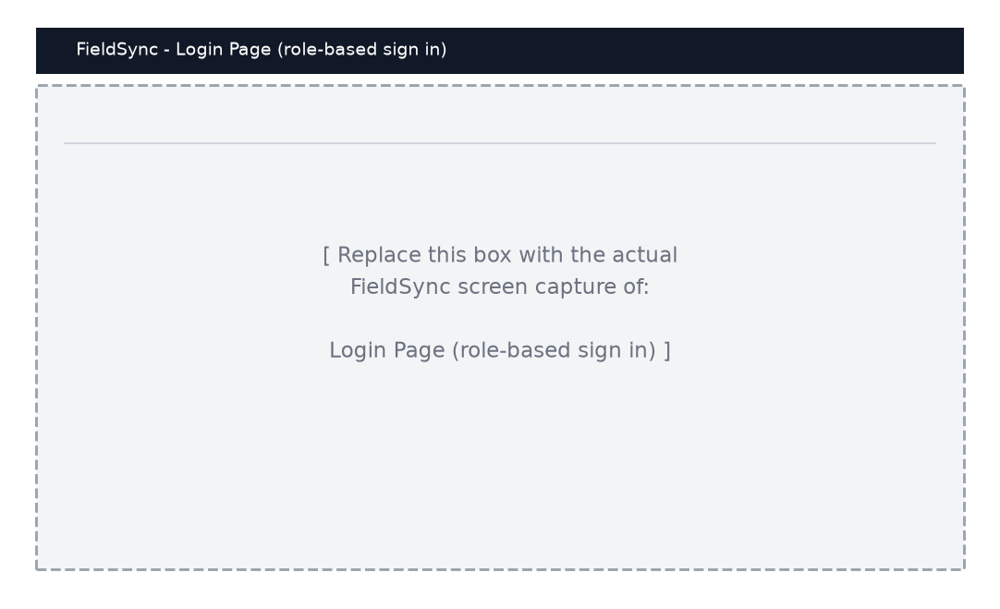 FieldSync - Login Page (role-based sign in)
[ Replace this box with the actual
FieldSync screen capture of:
Login Page (role-based sign in) ]